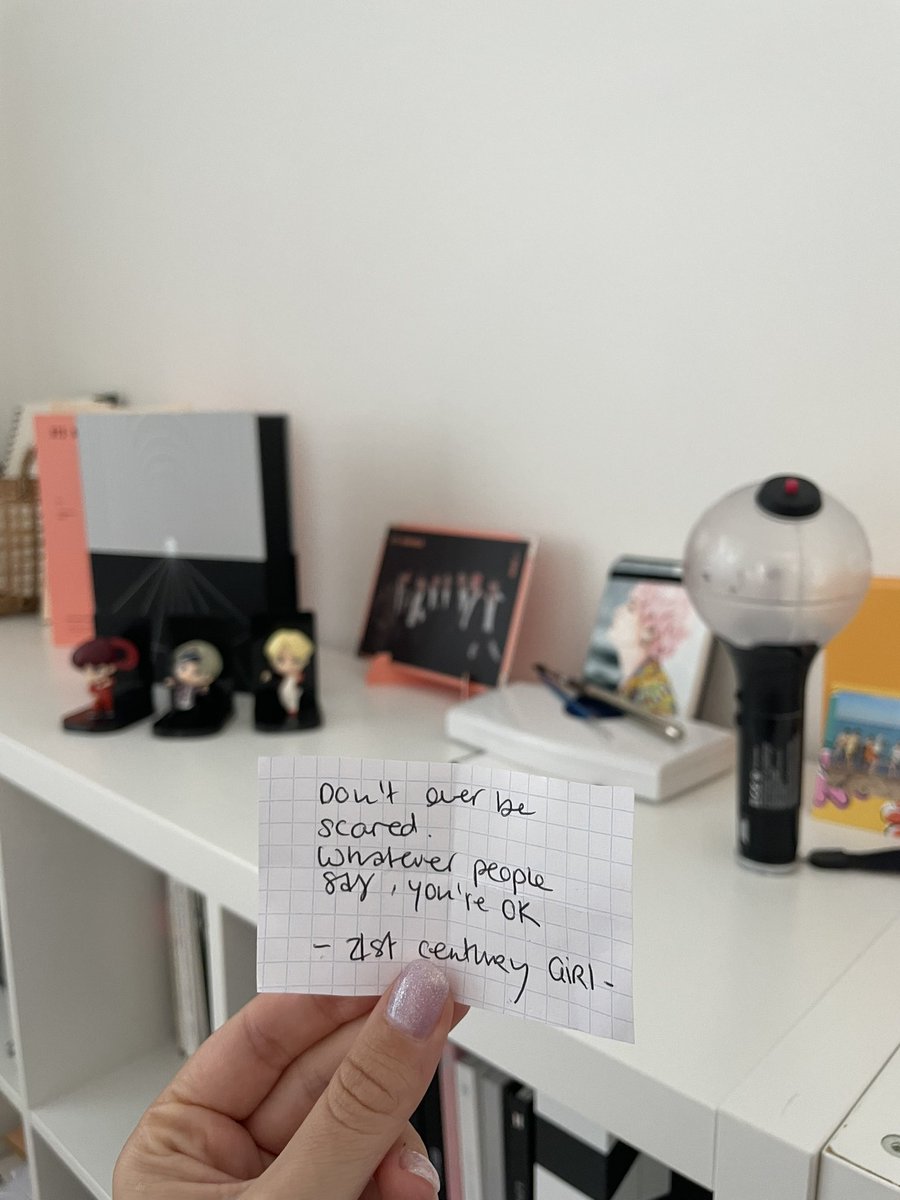 Don't ever be
scared.
Whatever people
say, you're OK
- 21st century GiRl -